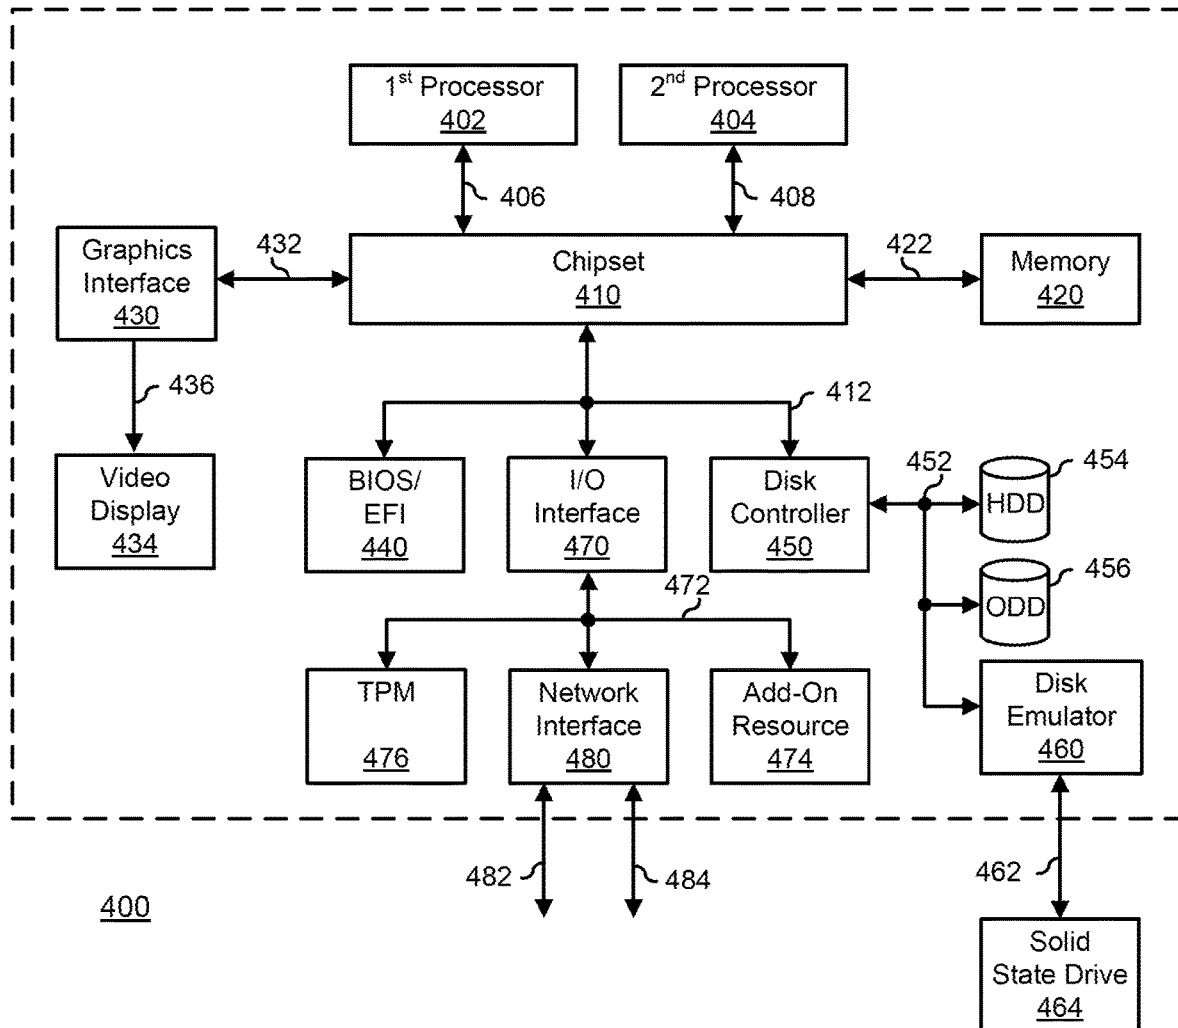 1st Processor
402
2nd Processor
404
406
408
Graphics
Interface
430
432
Chipset
410
422
Memory
420
436
412
Video
Display
434
BIOS/
EFI
440
I/O
Interface
470
Disk
Controller
450
452
HDD
454
ODD
456
472
TPM
476
Network
Interface
480
Add-On
Resource
474
Disk
Emulator
460
482
484
462
400
Solid
State Drive
464